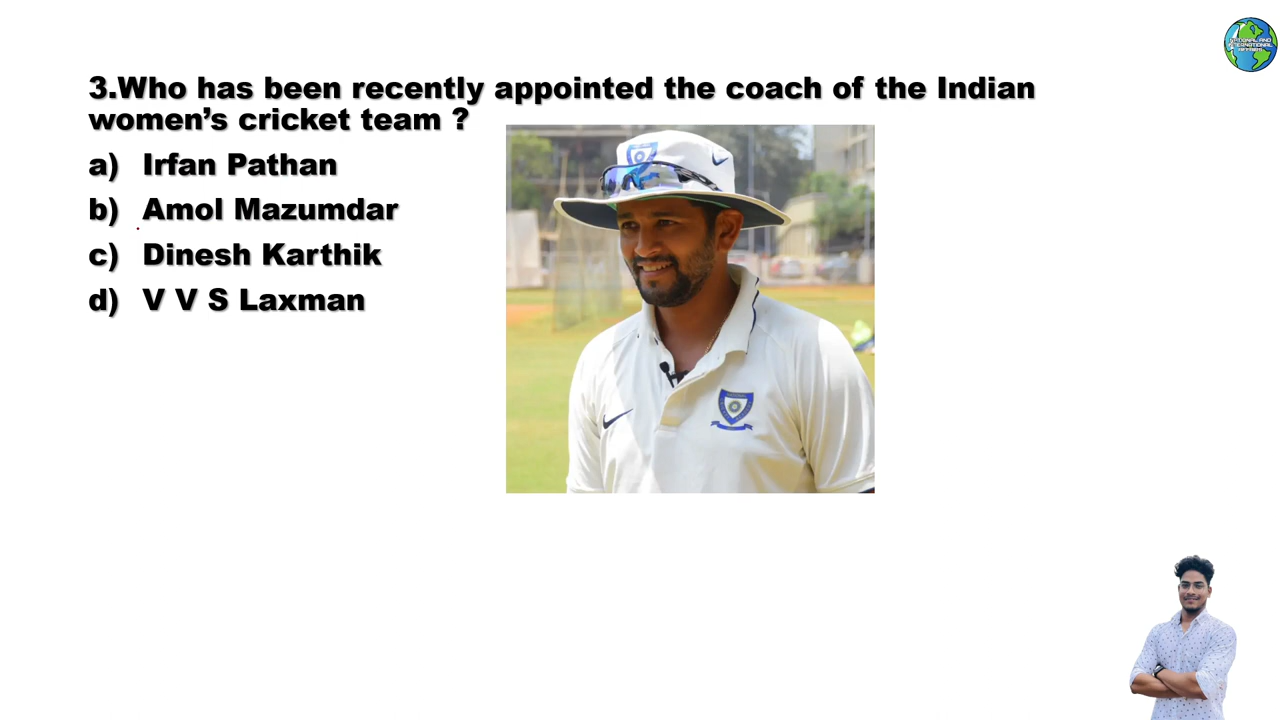 3.Who has been recently appointed the coach of the Indian
women’s cricket team ?
a) Irfan Pathan
b) Amol Mazumdar
c) Dinesh Karthik
d) V V S Laxman